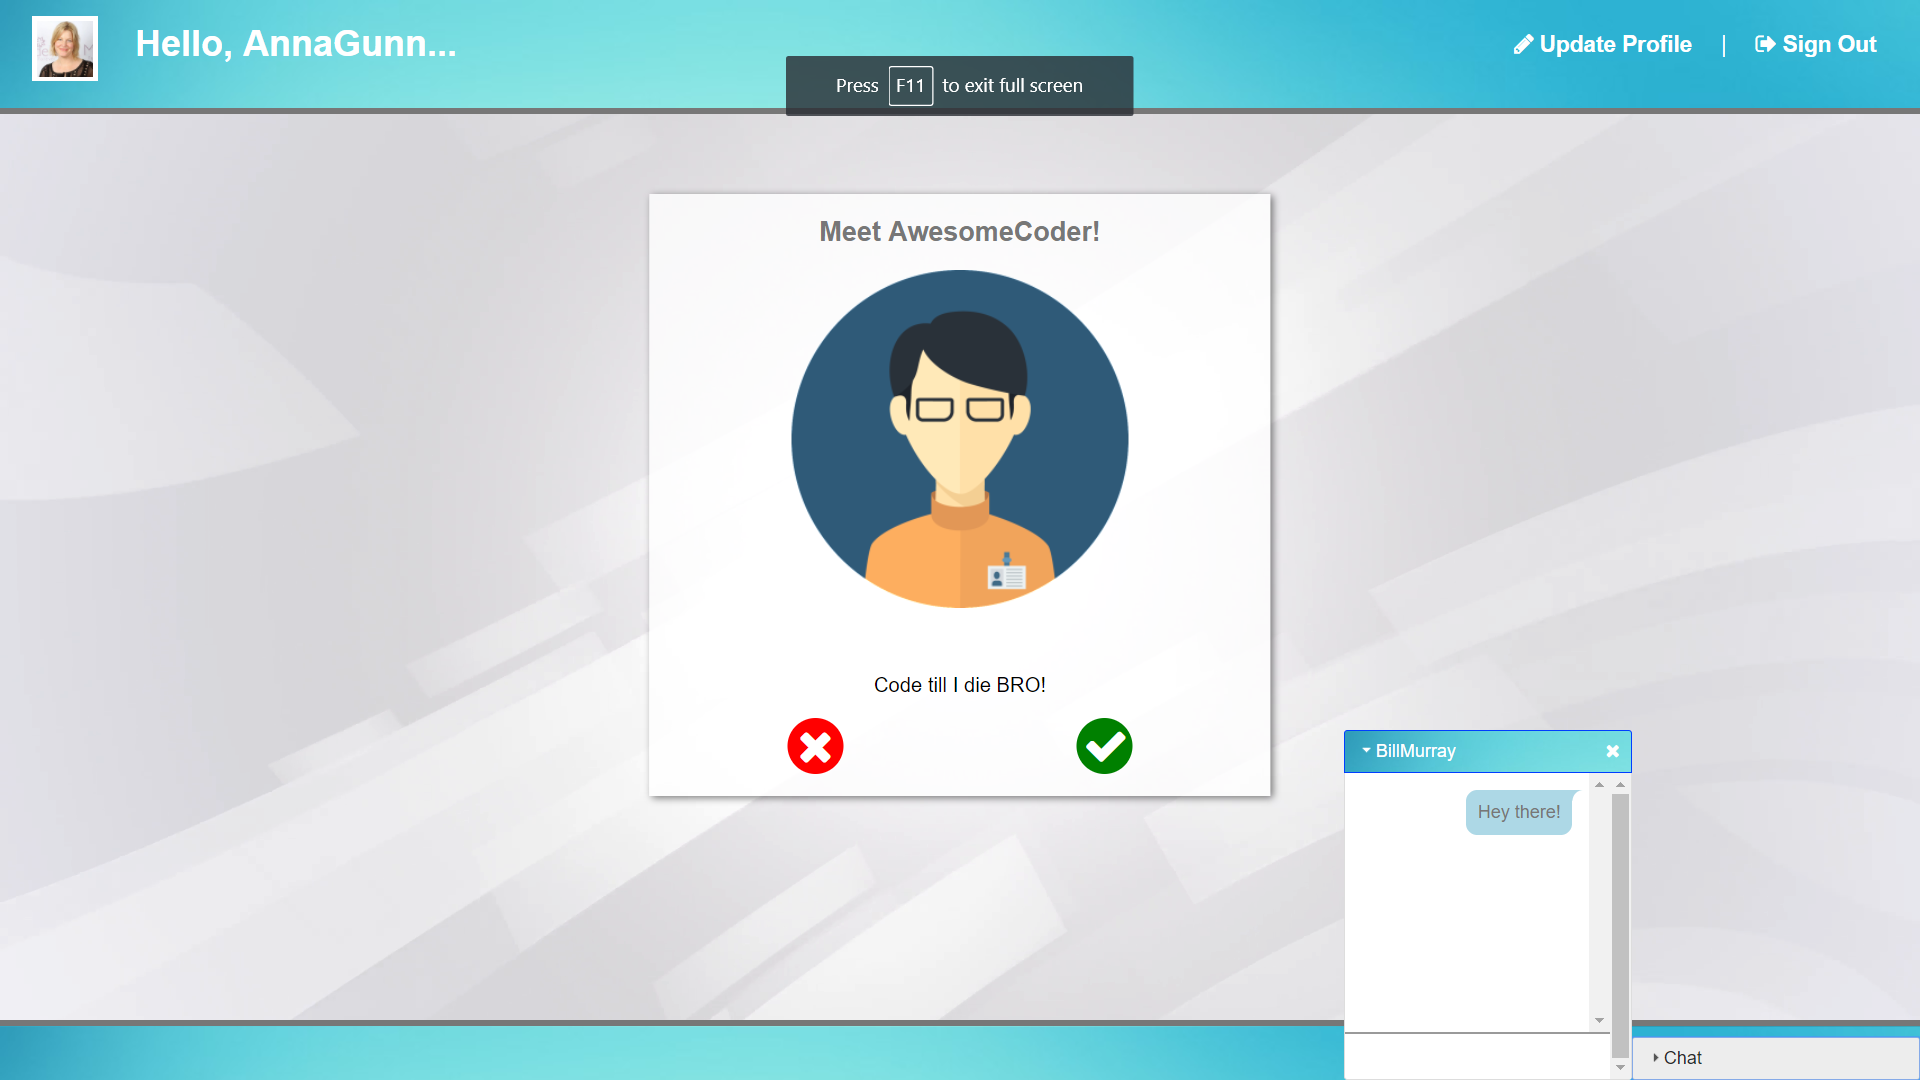 Hello, AnnaGunn...
Update Profile | Sign Out
Press F11 to exit full screen
Meet AwesomeCoder!
Code till I die BRO!
BillMurray
Hey there!
Chat